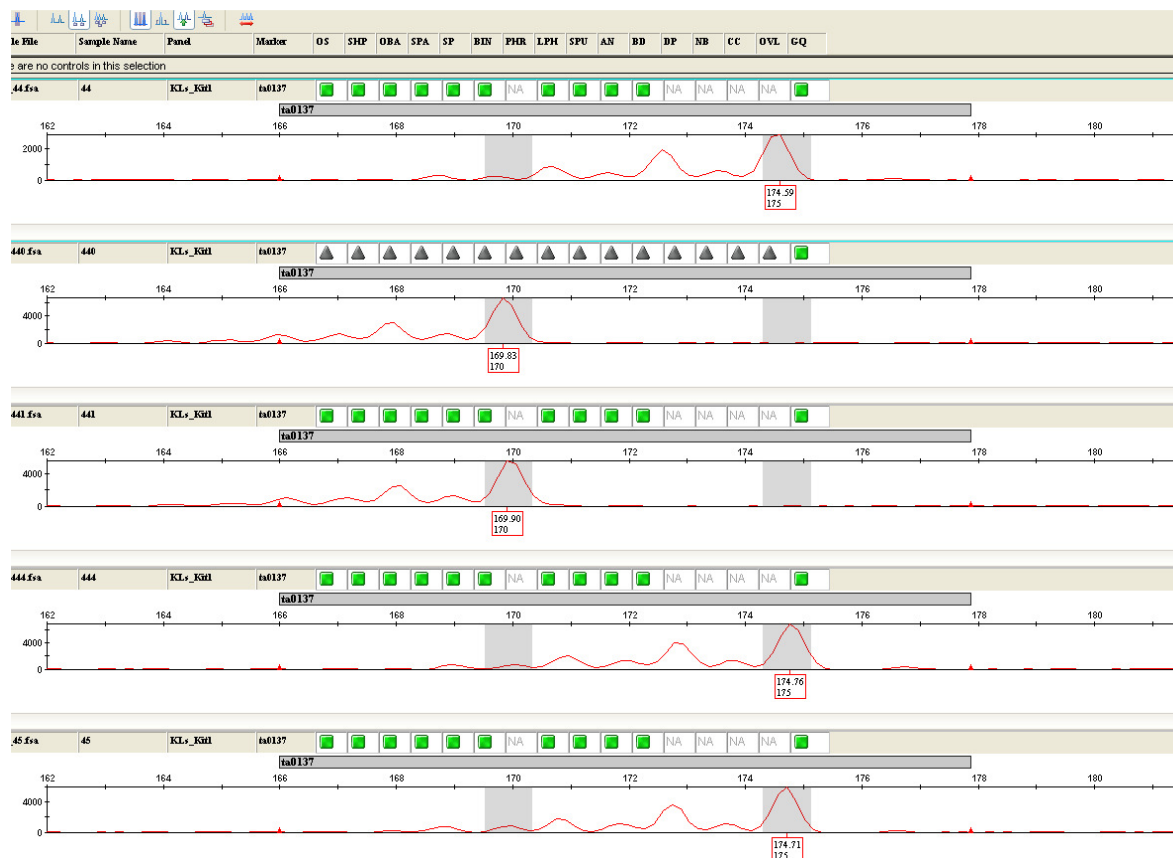 le File Sample Name Panel Marker OS SHP OBA SPA SP BIN PHR LPH SPU AN BD DP NB CC OVL GQ
e are no controls in this selection
_44.fsa 44 KLs_Kit1 ta0137 NA NA NA NA NA
ta0137
162 164 166 168 170 172 174 176 178 180
2000
0
174.59
175
440.fsa 440 KLs_Kit1 ta0137
ta0137
162 164 166 168 170 172 174 176 178 180
4000
0
169.83
170
441.fsa 441 KLs_Kit1 ta0137 NA NA NA NA NA
ta0137
162 164 166 168 170 172 174 176 178 180
4000
0
169.90
170
444.fsa 444 KLs_Kit1 ta0137 NA NA NA NA NA
ta0137
162 164 166 168 170 172 174 176 178 180
4000
0
174.76
175
_45.fsa 45 KLs_Kit1 ta0137 NA NA NA NA NA
ta0137
162 164 166 168 170 172 174 176 178 180
4000
0
174.71
175